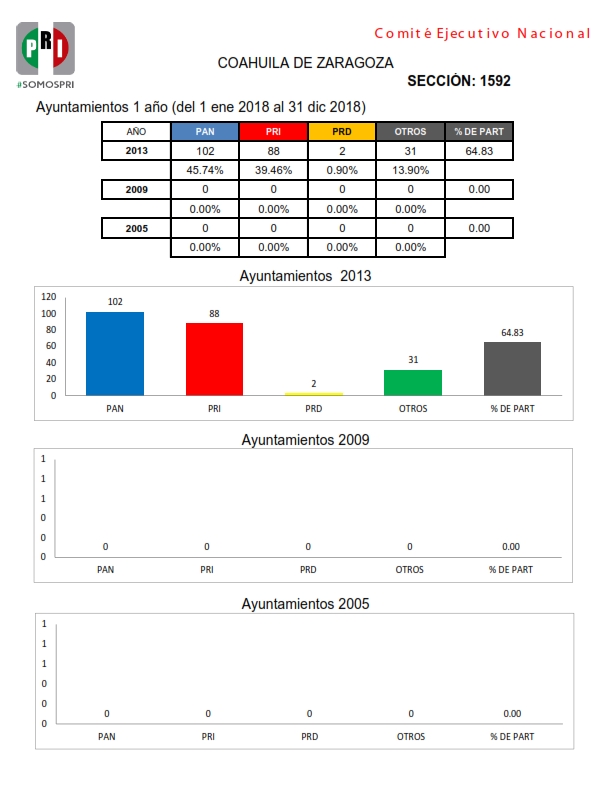 PRI
#SOMOSPRI
Comité Ejecutivo Nacional
COAHUILA DE ZARAGOZA
SECCIÓN: 1592
Ayuntamientos 1 año (del 1 ene 2018 al 31 dic 2018)
AÑO PAN PRI PRD OTROS % DE PART
2013 102 88 2 31 64.83
45.74% 39.46% 0.90% 13.90%
2009 0 0 0 0 0.00
0.00% 0.00% 0.00% 0.00%
2005 0 0 0 0 0.00
0.00% 0.00% 0.00% 0.00%
Ayuntamientos 2013
120
100
80
60
40
20
0
102 88 2 31 64.83
PAN PRI PRD OTROS % DE PART
Ayuntamientos 2009
1
1
1
0
0
0
0 0 0 0 0.00
PAN PRI PRD OTROS % DE PART
Ayuntamientos 2005
1
1
1
0
0
0
0 0 0 0 0.00
PAN PRI PRD OTROS % DE PART